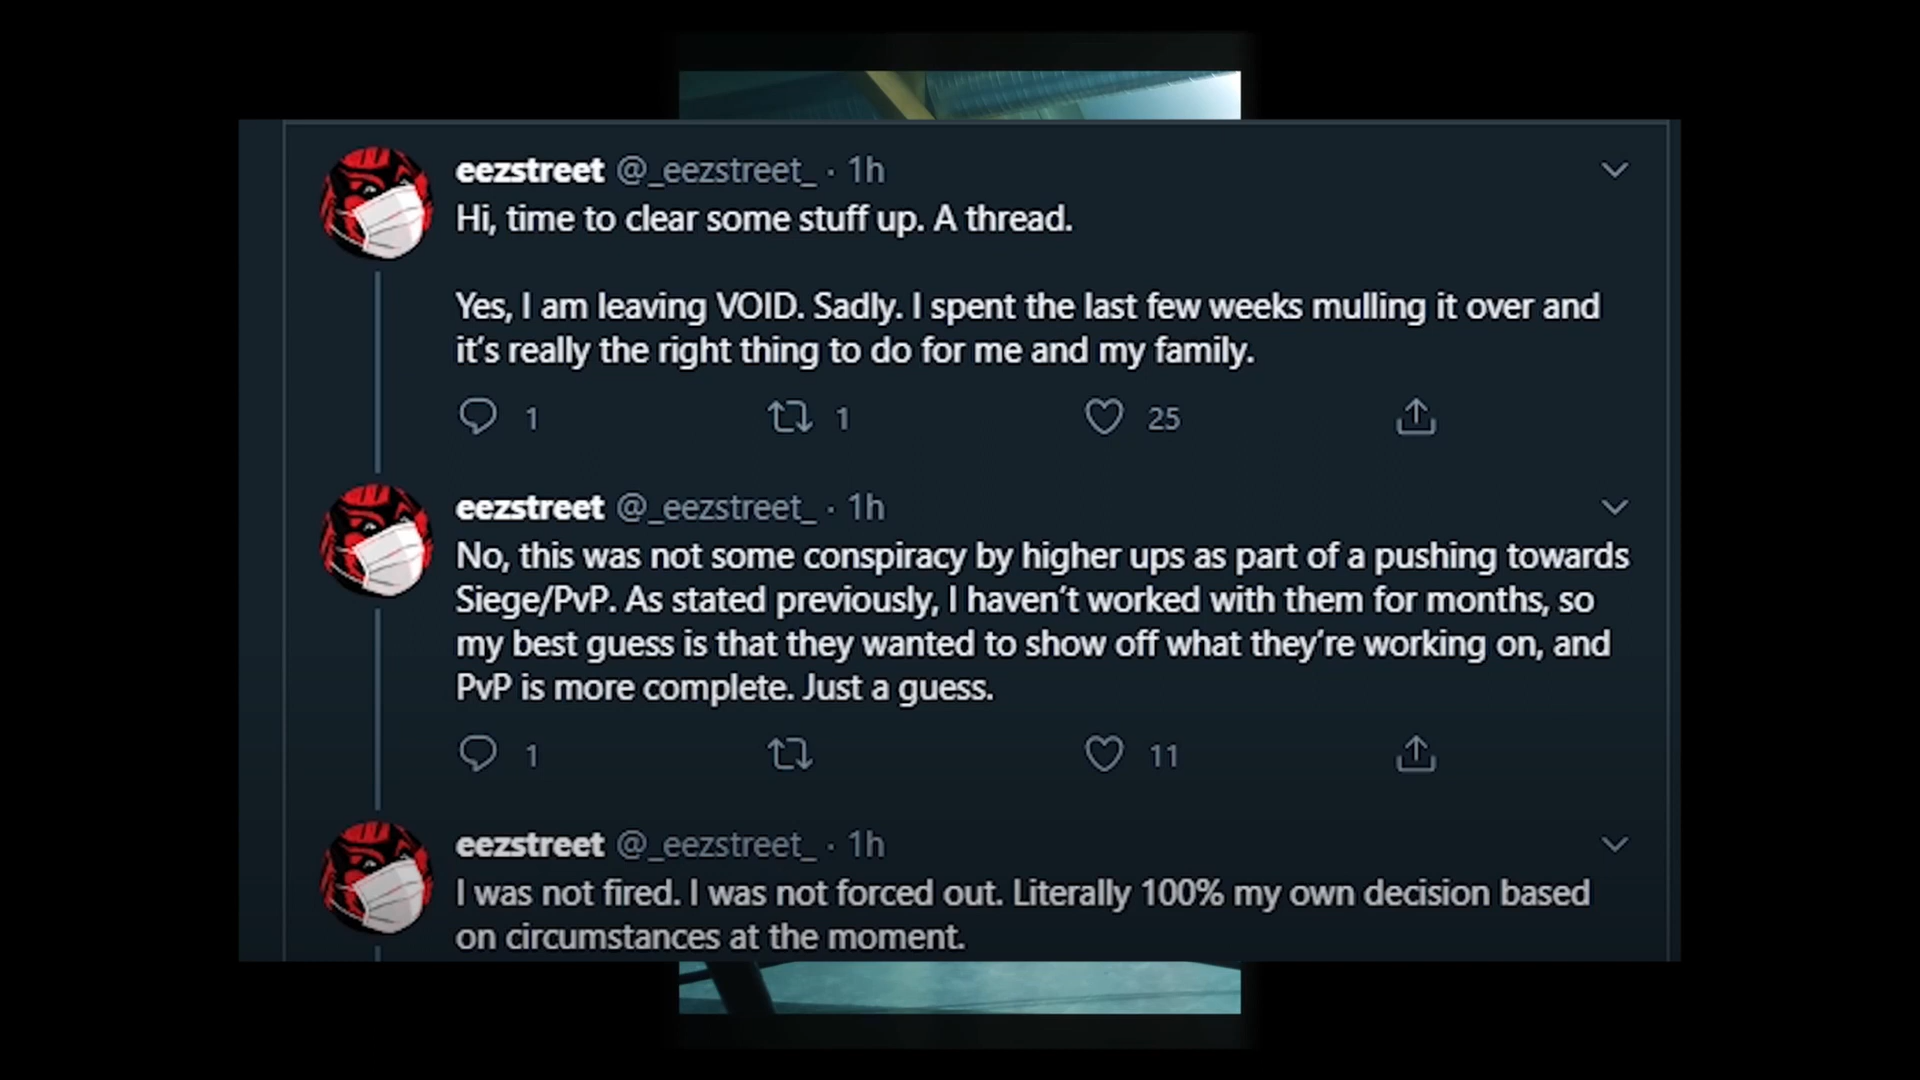 eezstreet @_eezstreet_ · 1h
Hi, time to clear some stuff up. A thread.
Yes, I am leaving VOID. Sadly. I spent the last few weeks mulling it over and
it's really the right thing to do for me and my family.
1 1 25
eezstreet @_eezstreet_ · 1h
No, this was not some conspiracy by higher ups as part of a pushing towards
Siege/PvP. As stated previously, I haven't worked with them for months, so
my best guess is that they wanted to show off what they're working on, and
PvP is more complete. Just a guess.
1 11
eezstreet @_eezstreet_ · 1h
I was not fired. I was not forced out. Literally 100% my own decision based
on circumstances at the moment.